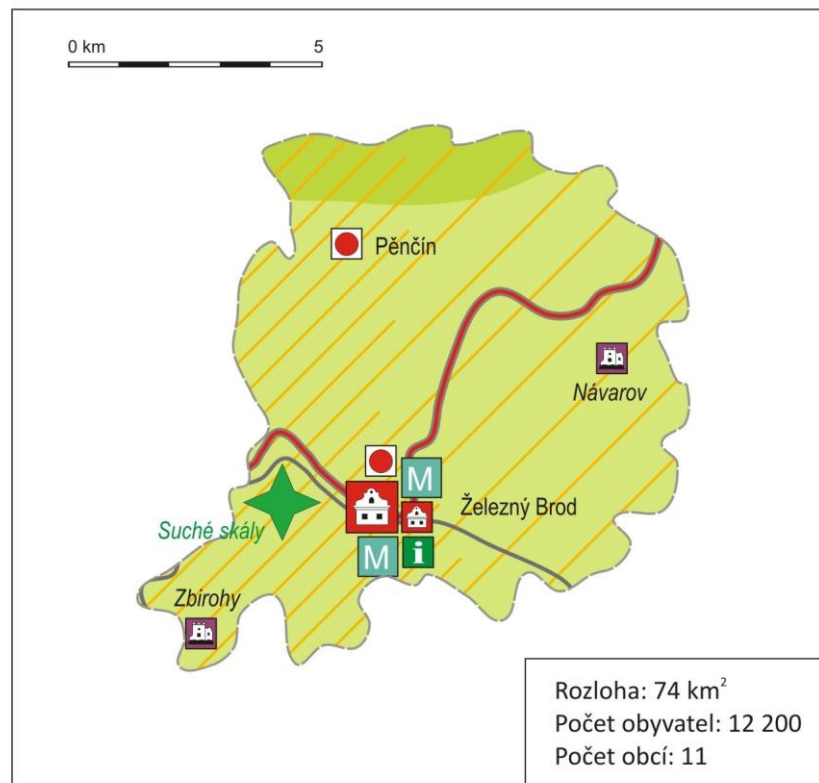 0 km 5
Pěnčín
Návarov
M
Železný Brod
Suché skály
M i
Zbirohy
Rozloha: 74 km²
Počet obyvatel: 12 200
Počet obcí: 11